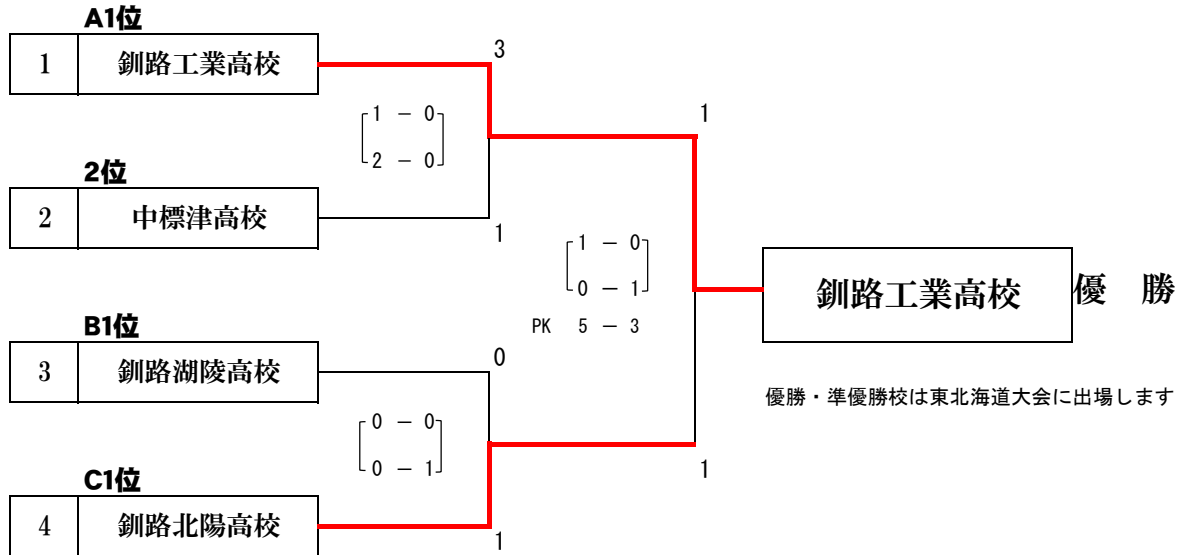 A1位
1 釧路工業高校
3
1 － 0
2 － 0
2位
2 中標津高校
1
1
1 － 0
0 － 1
PK 5 － 3
釧路工業高校 優 勝
優勝・準優勝校は東北海道大会に出場します
B1位
3 釧路湖陵高校
0
0 － 0
0 － 1
1
C1位
4 釧路北陽高校
1